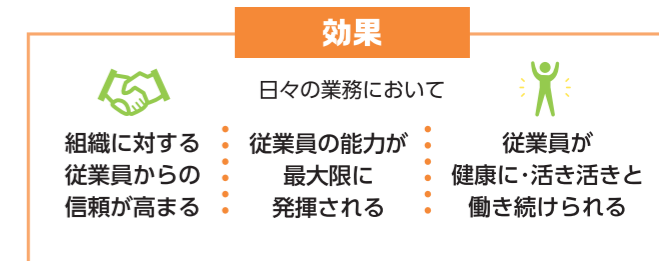 効果
日々の業務において
組織に対する
従業員からの
信頼が高まる
従業員の能力が
最大限に
発揮される
従業員が
健康に・活き活きと
働き続けられる